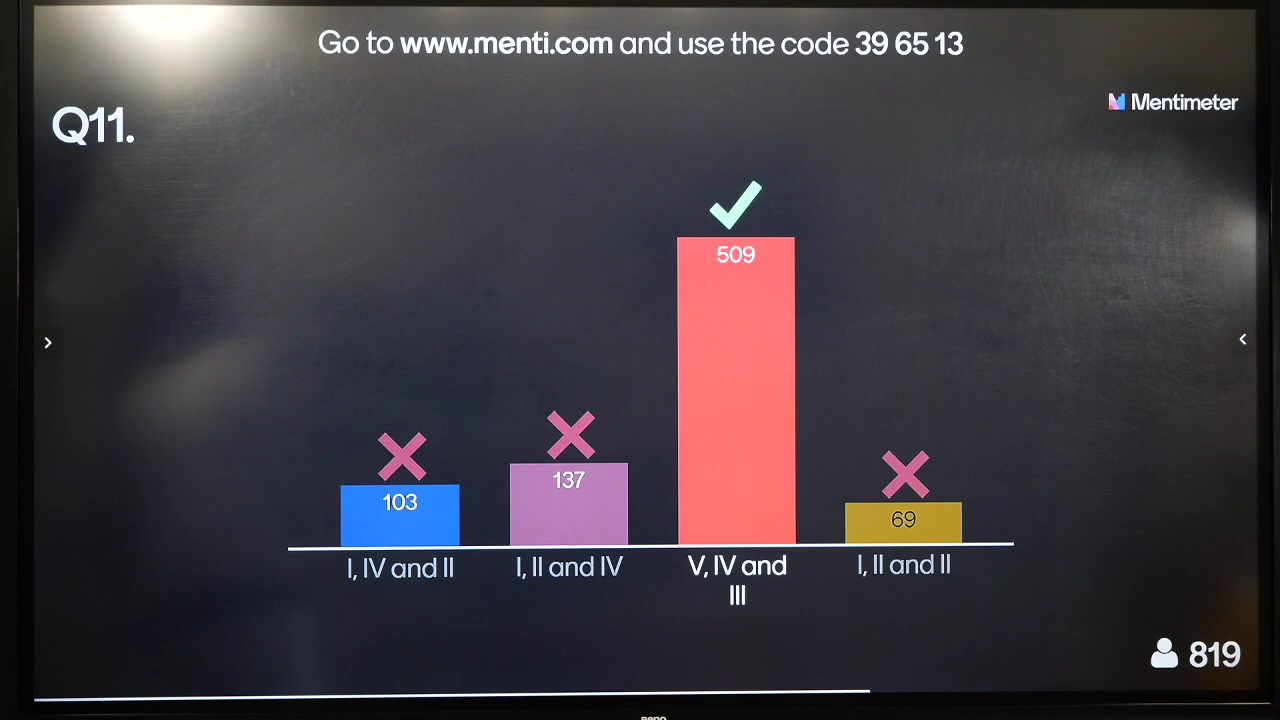 Go to www.menti.com and use the code 39 65 13
Mentimeter
Q11.
509
137
103
69
I, IV and II
I, II and IV
V, IV and
III
I, II and II
819
BenQ